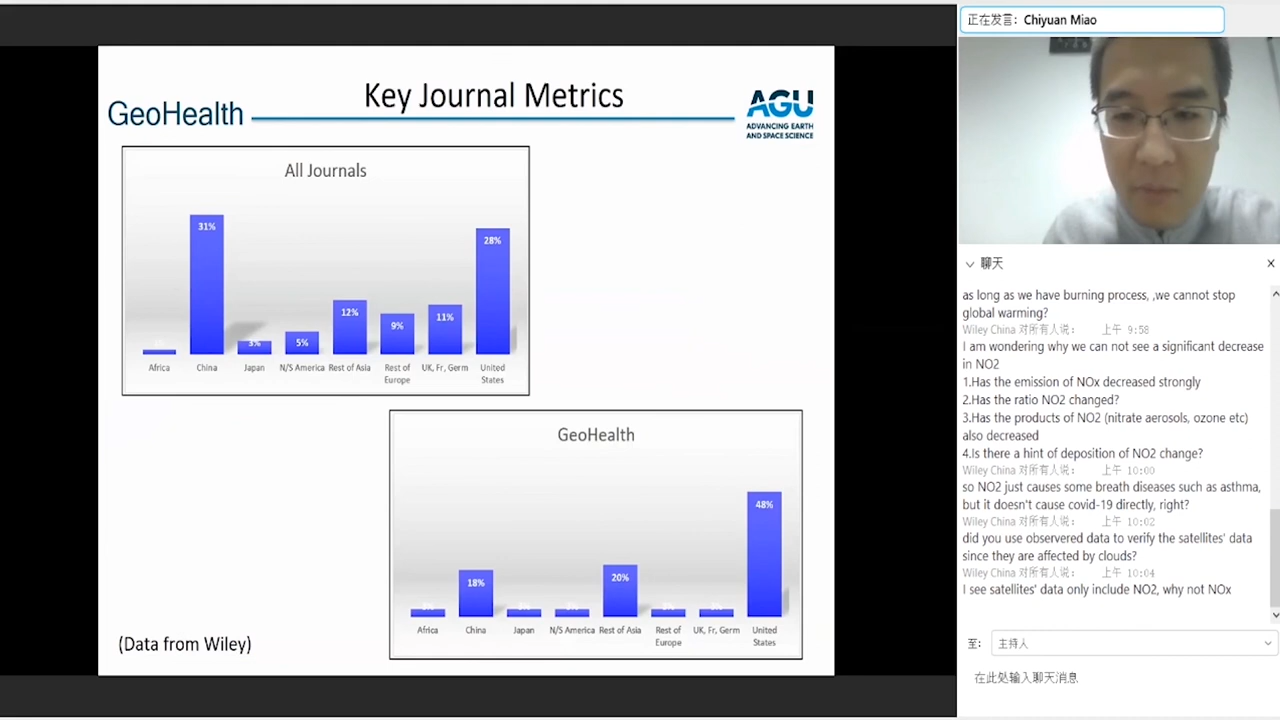 正在发言: Chiyuan Miao
GeoHealth
Key Journal Metrics
AGU
ADVANCING EARTH
AND SPACE SCIENCE
All Journals
31%
3%
5%
12%
9%
11%
28%
Africa
China
Japan
N/S America
Rest of Asia
Rest of
Europe
UK, Fr, Germ
United
States
GeoHealth
18%
20%
48%
Africa
China
Japan
N/S America
Rest of Asia
Rest of
Europe
UK, Fr, Germ
United
States
(Data from Wiley)
聊天
as long as we have burning process, ,we cannot stop
global warming?
Wiley China 对所有人说: 上午 9:58
I am wondering why we can not see a significant decrease
in NO2
1.Has the emission of NOx decreased strongly
2.Has the ratio NO2 changed?
3.Has the products of NO2 (nitrate aerosols, ozone etc)
also decreased
4.Is there a hint of deposition of NO2 change?
Wiley China 对所有人说: 上午 10:00
so NO2 just causes some breath diseases such as asthma,
but it doesn't cause covid-19 directly, right?
Wiley China 对所有人说: 上午 10:02
did you use observered data to verify the satellites' data
since they are affected by clouds?
Wiley China 对所有人说: 上午 10:04
I see satellites' data only include NO2, why not NOx
至: 主持人
在此处输入聊天消息